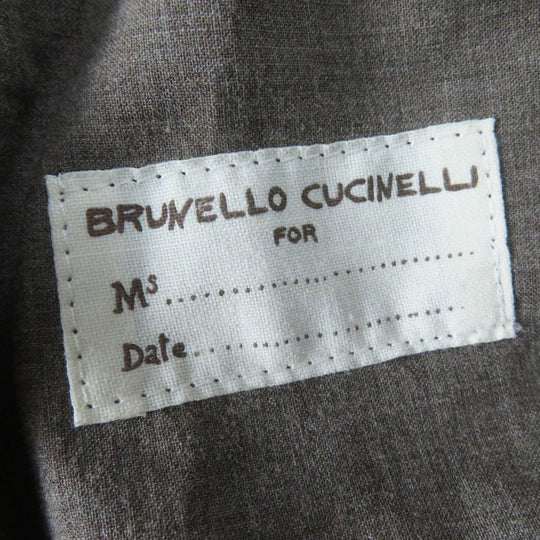 BRUNELLO CUCINELLI
FOR
Ms........................
Date........................